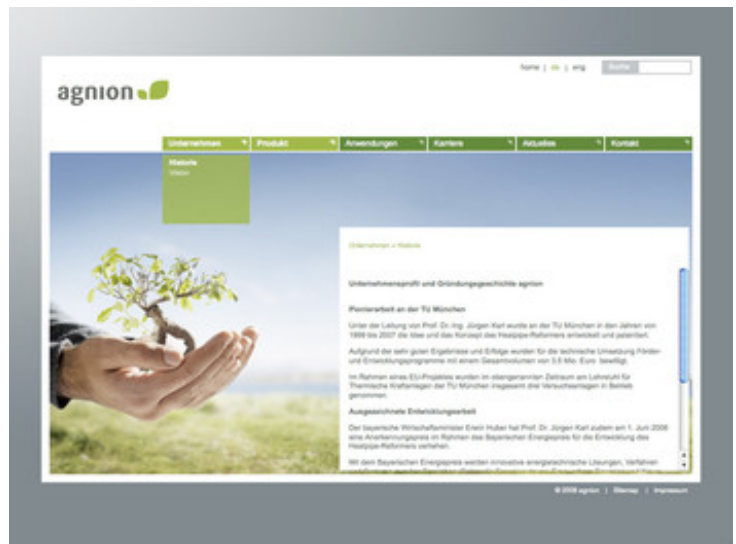 home | de | eng Suche
agnion
Unternehmen Produkt Anwendungen Karriere Aktuelles Kontakt
Historie
Vision
Unternehmen > Historie
Unternehmensprofil und Gründungsgeschichte agnion
Pionierarbeit an der TU München
Unter der Leitung von Prof. Dr.-Ing. Jürgen Karl wurde an der TU München in den Jahren von
1998 bis 2007 die Idee und das Konzept des Heatpipe-Reformers entwickelt und patentiert.
Aufgrund der sehr guten Ergebnisse und Erfolge wurden für die technische Umsetzung Förder-
und Entwicklungsprogramme mit einem Gesamtvolumen von 3,5 Mio. Euro bewilligt.
Im Rahmen eines EU-Projektes wurden im obengenannten Zeitraum am Lehrstuhl für
Thermische Kraftanlagen der TU München insgesamt drei Versuchsanlagen in Betrieb
genommen.
Ausgezeichnete Entwicklungsarbeit
Der bayerische Wirtschaftsminister Erwin Huber hat Prof. Dr. Jürgen Karl zudem am 1. Juni 2006
eine Anerkennungspreis im Rahmen des Bayerischen Energiepreis für die Entwicklung des
Heatpipe-Reformers verliehen.
Mit dem Bayerischen Energiepreis werden innovative energietechnische Lösungen, Verfahren
© 2008 agnion | Sitemap | Impressum